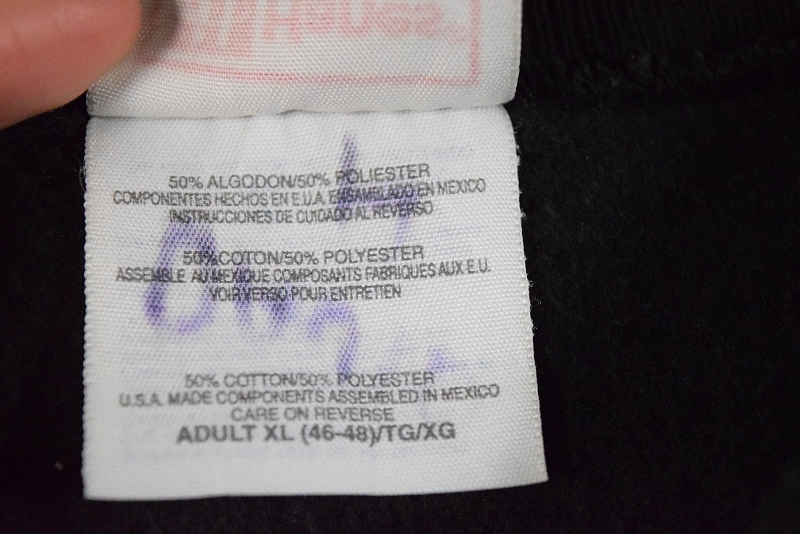 50% ALGODON/50% POLIESTER
COMPONENTES HECHOS EN E.U.A. ENSAMBLADO EN MEXICO
INSTRUCCIONES DE CUIDADO AL REVERSO
50% COTON/50% POLYESTER
ASSEMBLE AU MEXIQUE COMPOSANTS FABRIQUES AUX E.U.
VOIR VERSO POUR ENTRETIEN
50% COTTON/50% POLYESTER
U.S.A. MADE COMPONENTS ASSEMBLED IN MEXICO
CARE ON REVERSE
ADULT XL (46-48)/TG/XG